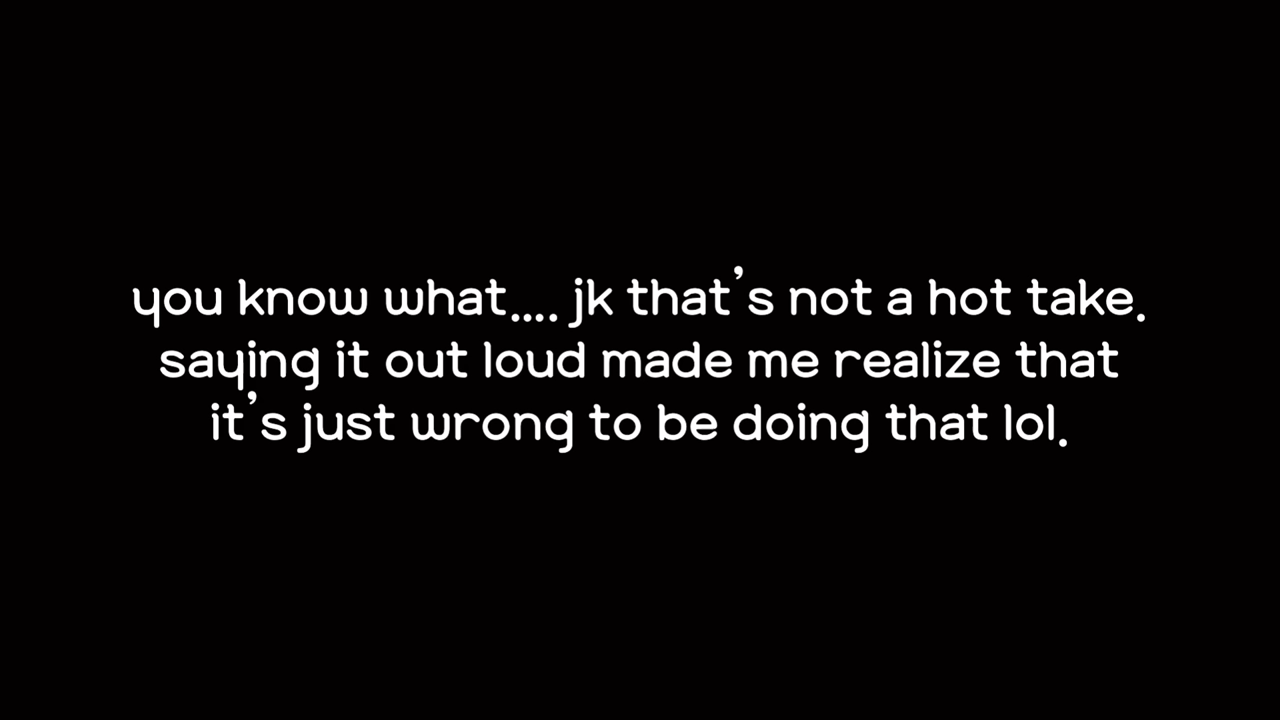 you know what.... jk that's not a hot take.
saying it out loud made me realize that
it's just wrong to be doing that lol.